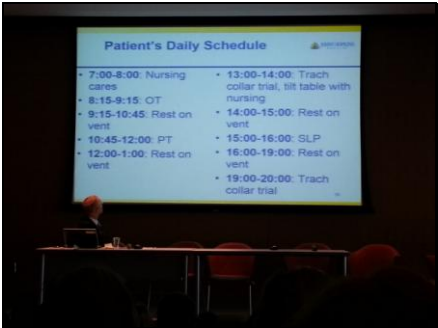 Patient's Daily Schedule
• 7:00-8:00: Nursing
cares
• 8:15-9:15: OT
• 9:15-10:45: Rest on
vent
• 10:45-12:00: PT
• 12:00-1:00: Rest on
vent
• 13:00-14:00: Trach
collar trial, tilt table with
nursing
• 14:00-15:00: Rest on
vent
• 15:00-16:00: SLP
• 16:00-19:00: Rest on
vent
• 19:00-20:00: Trach
collar trial